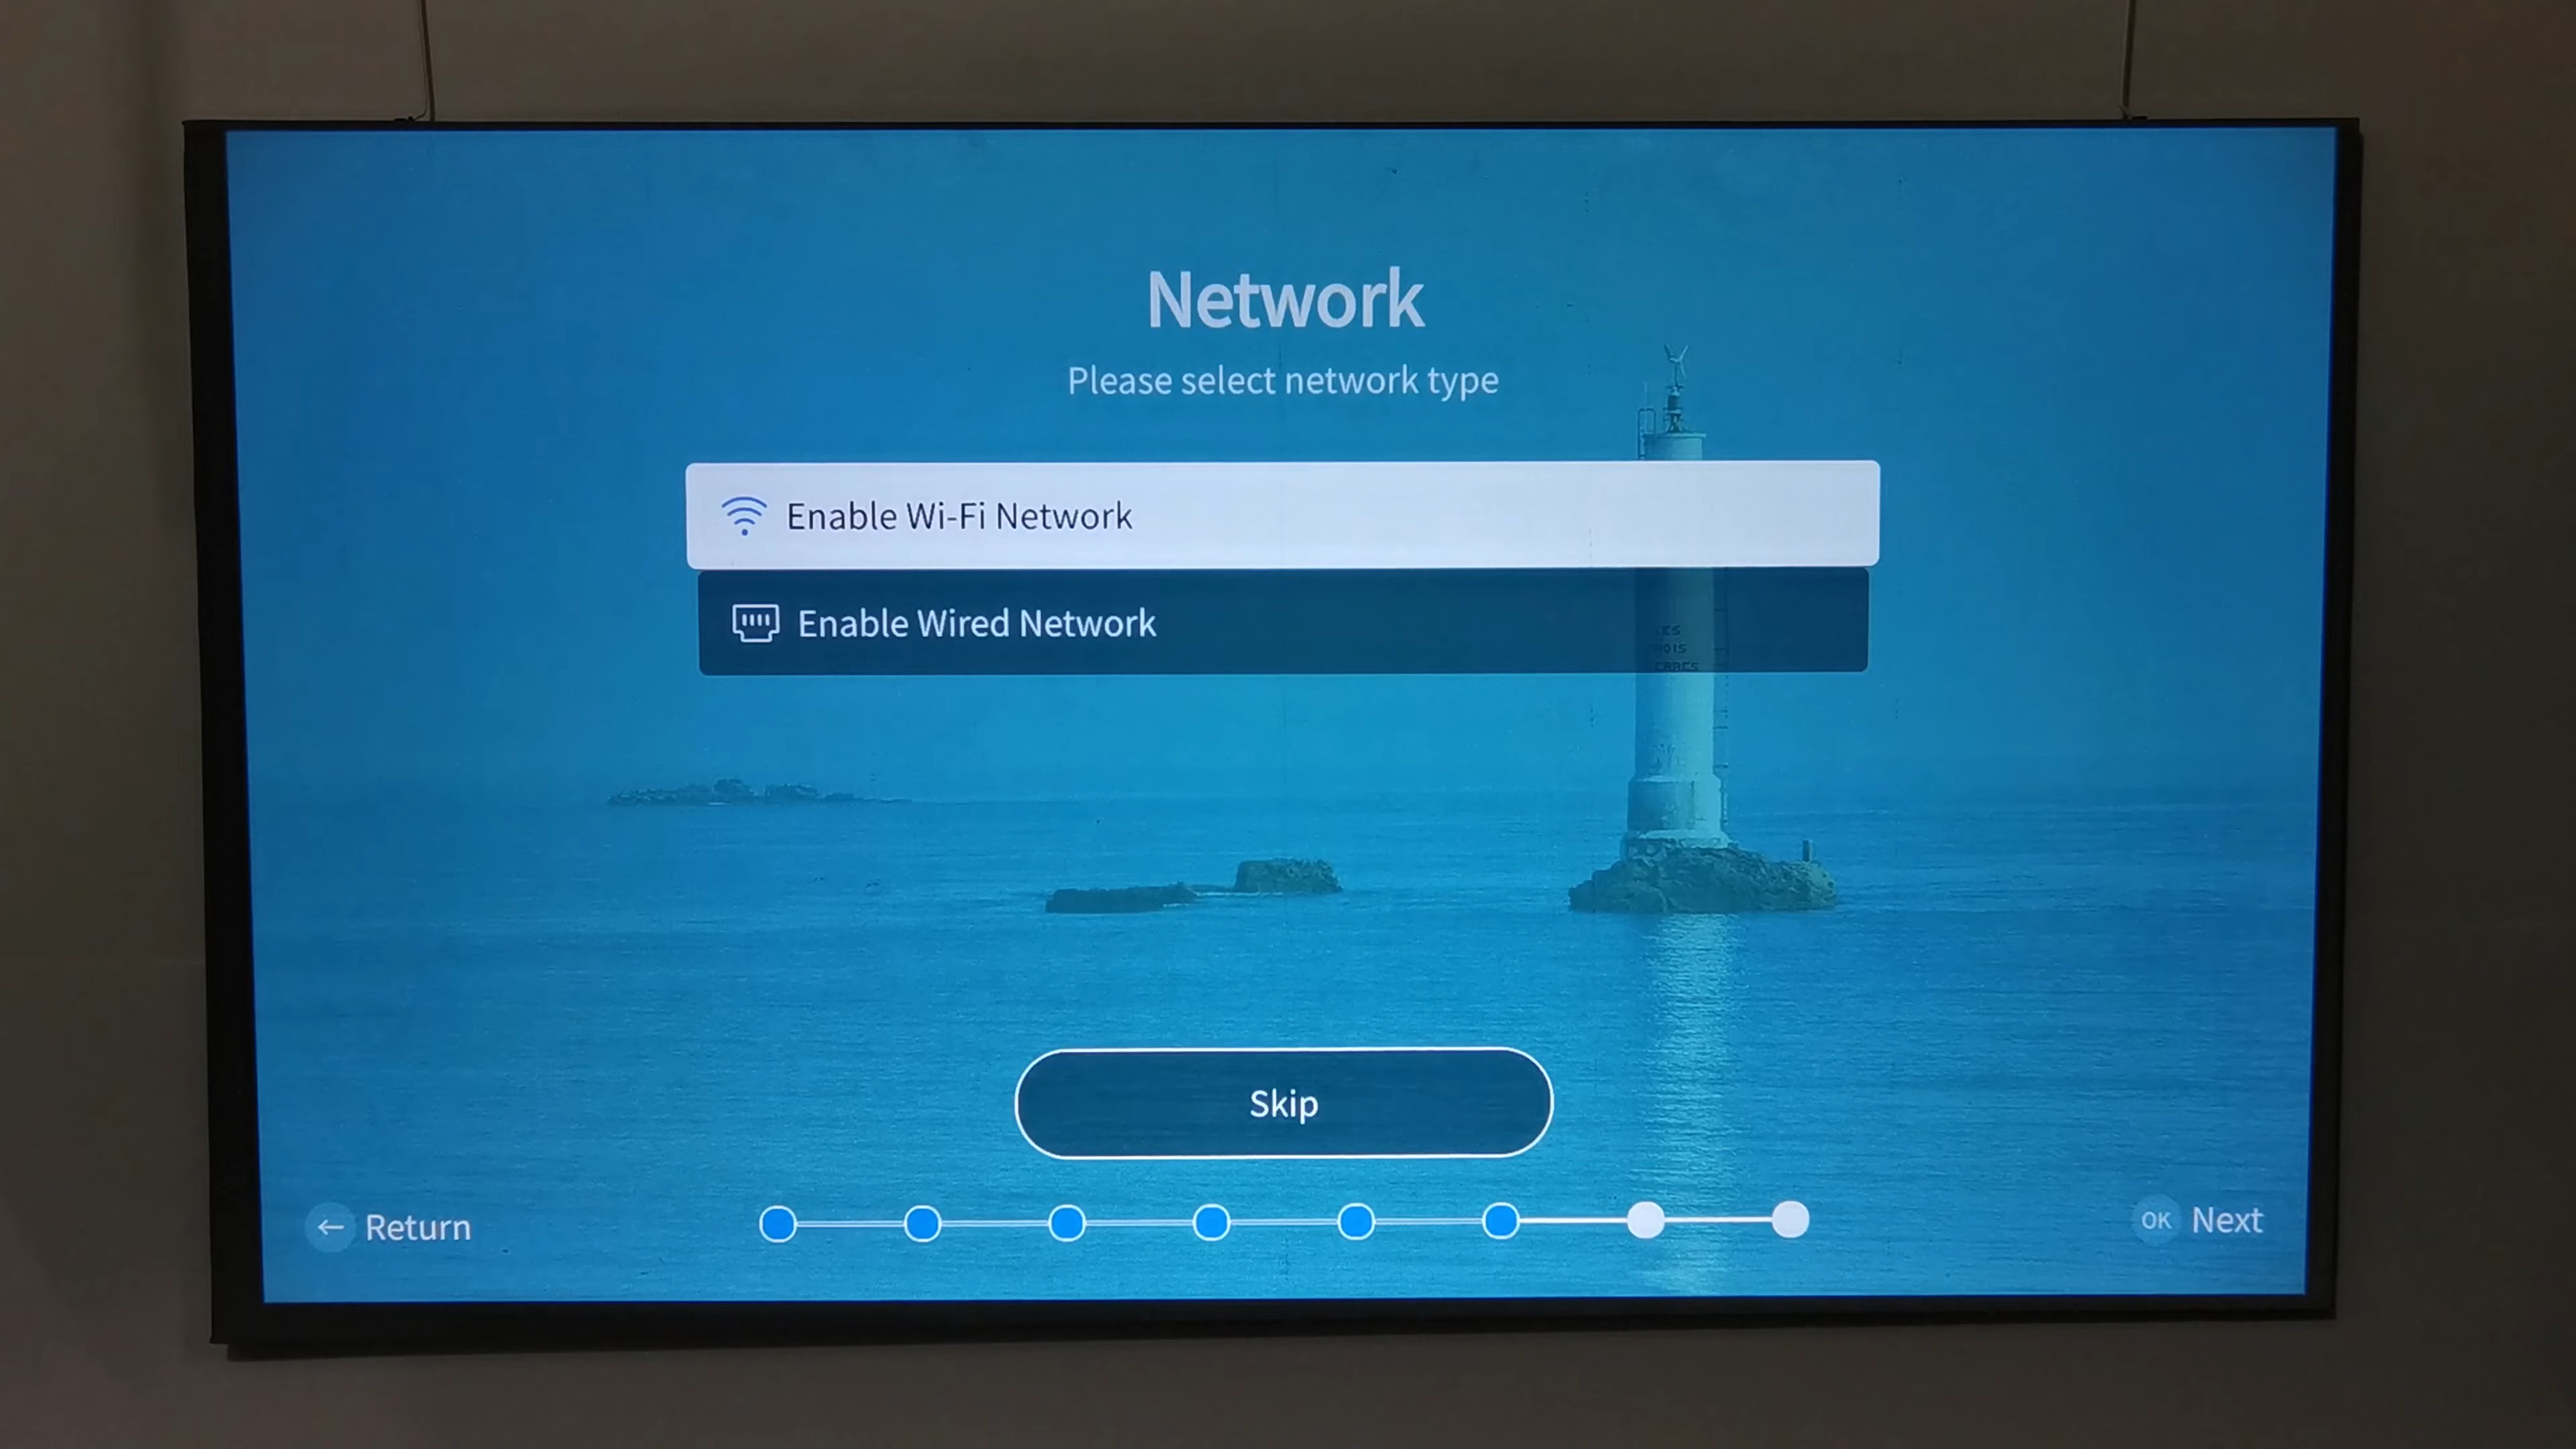 Network
Please select network type
Enable Wi-Fi Network
Enable Wired Network
Skip
← Return
OK Next